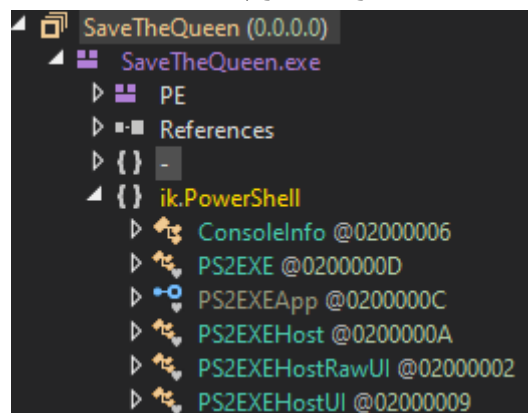 SaveTheQueen (0.0.0.0)
SaveTheQueen.exe
PE
References
{ } -
{ } ik.PowerShell
ConsoleInfo @02000006
PS2EXE @0200000D
PS2EXEApp @0200000C
PS2EXEHost @0200000A
PS2EXEHostRawUI @02000002
PS2EXEHostUI @02000009